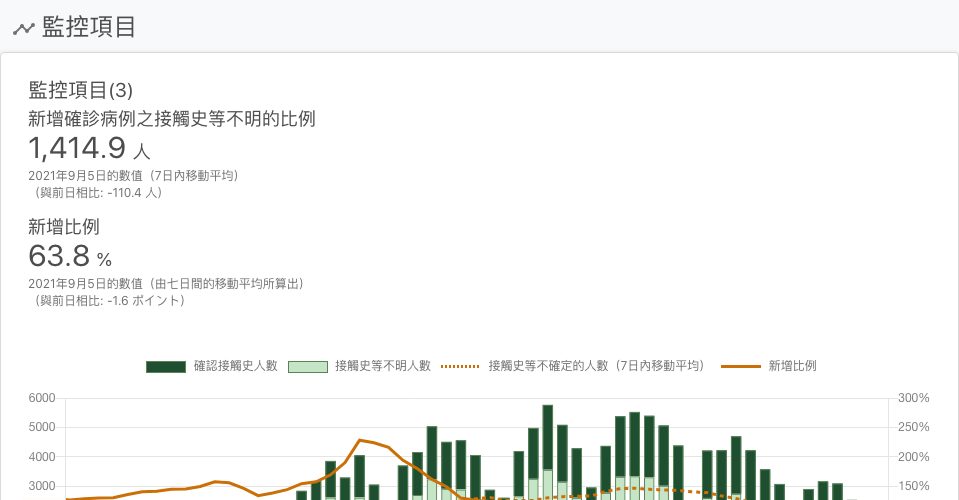 監控項目
監控項目(3)
新增確診病例之接觸史等不明的比例
1,414.9 人
2021年9月5日的數值（7日內移動平均）
（與前日相比: -110.4 人）
新增比例
63.8 %
2021年9月5日的數值（由七日間的移動平均所算出）
（與前日相比: -1.6 ポイント）
確認接觸史人數 接觸史等不明人數 接觸史等不確定的人數（7日內移動平均） 新增比例
6000 300%
5000 250%
4000 200%
3000 150%